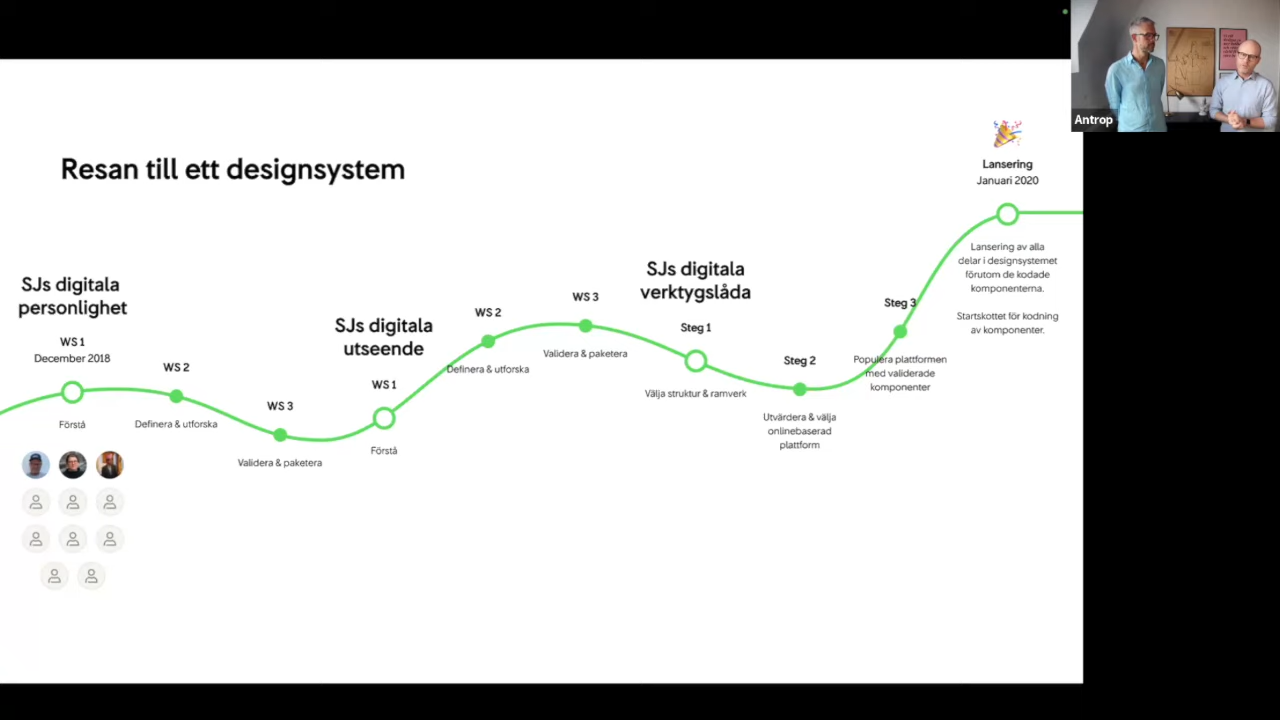 Antrop
Resan till ett designsystem
SJs digitala
personlighet
WS 1
December 2018
Förstå
WS 2
Definera & utforska
WS 3
Validera & paketera
SJs digitala
utseende
WS 1
Förstå
WS 2
Definera & utforska
WS 3
Validera & paketera
SJs digitala
verktygslåda
Steg 1
Välja struktur & ramverk
Steg 2
Utvärdera & välja
onlinebaserad
plattform
Steg 3
Populera plattformen
med validerade
komponenter
Lansering
Januari 2020
Lansering av alla
delar i designsystemet
förutom de kodade
komponenterna.
Startskottet för kodning
av komponenter.